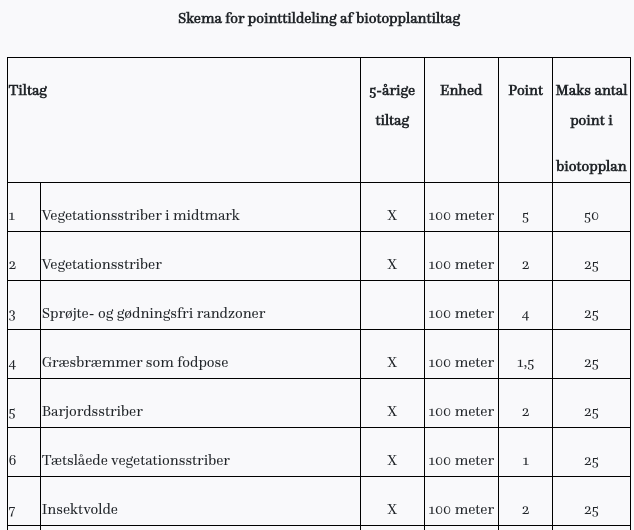 Skema for pointtildeling af biotopplantiltag
Tiltag 5-årige tiltag Enhed Point Maks antal point i biotopplan
1 Vegetationsstriber i midtmark X 100 meter 5 50
2 Vegetationsstriber X 100 meter 2 25
3 Sprøjte- og gødningsfri randzoner 100 meter 4 25
4 Græsbræmmer som fodpose X 100 meter 1,5 25
5 Barjordsstriber X 100 meter 2 25
6 Tætslåede vegetationsstriber X 100 meter 1 25
7 Insektvolde X 100 meter 2 25